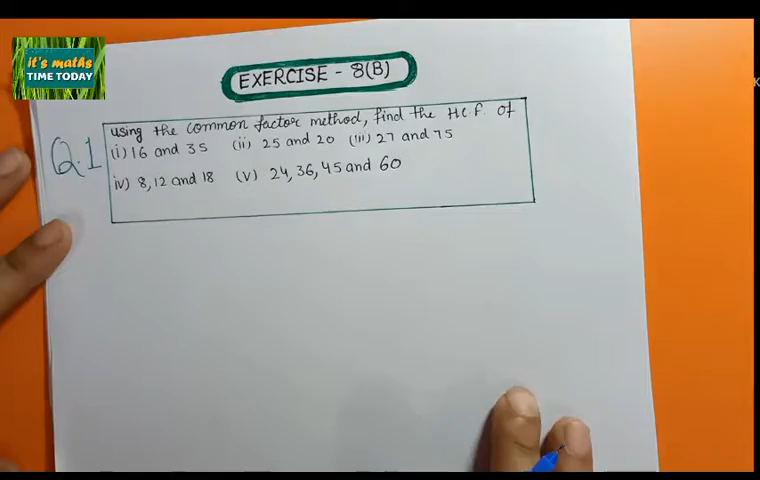 it's maths
TIME TODAY
EXERCISE - 8(B)
Q.1
using the common factor method, find the H.C.F. of
(i) 16 and 35 (ii) 25 and 20 (iii) 27 and 75
iv) 8, 12 and 18 (v) 24, 36, 45 and 60